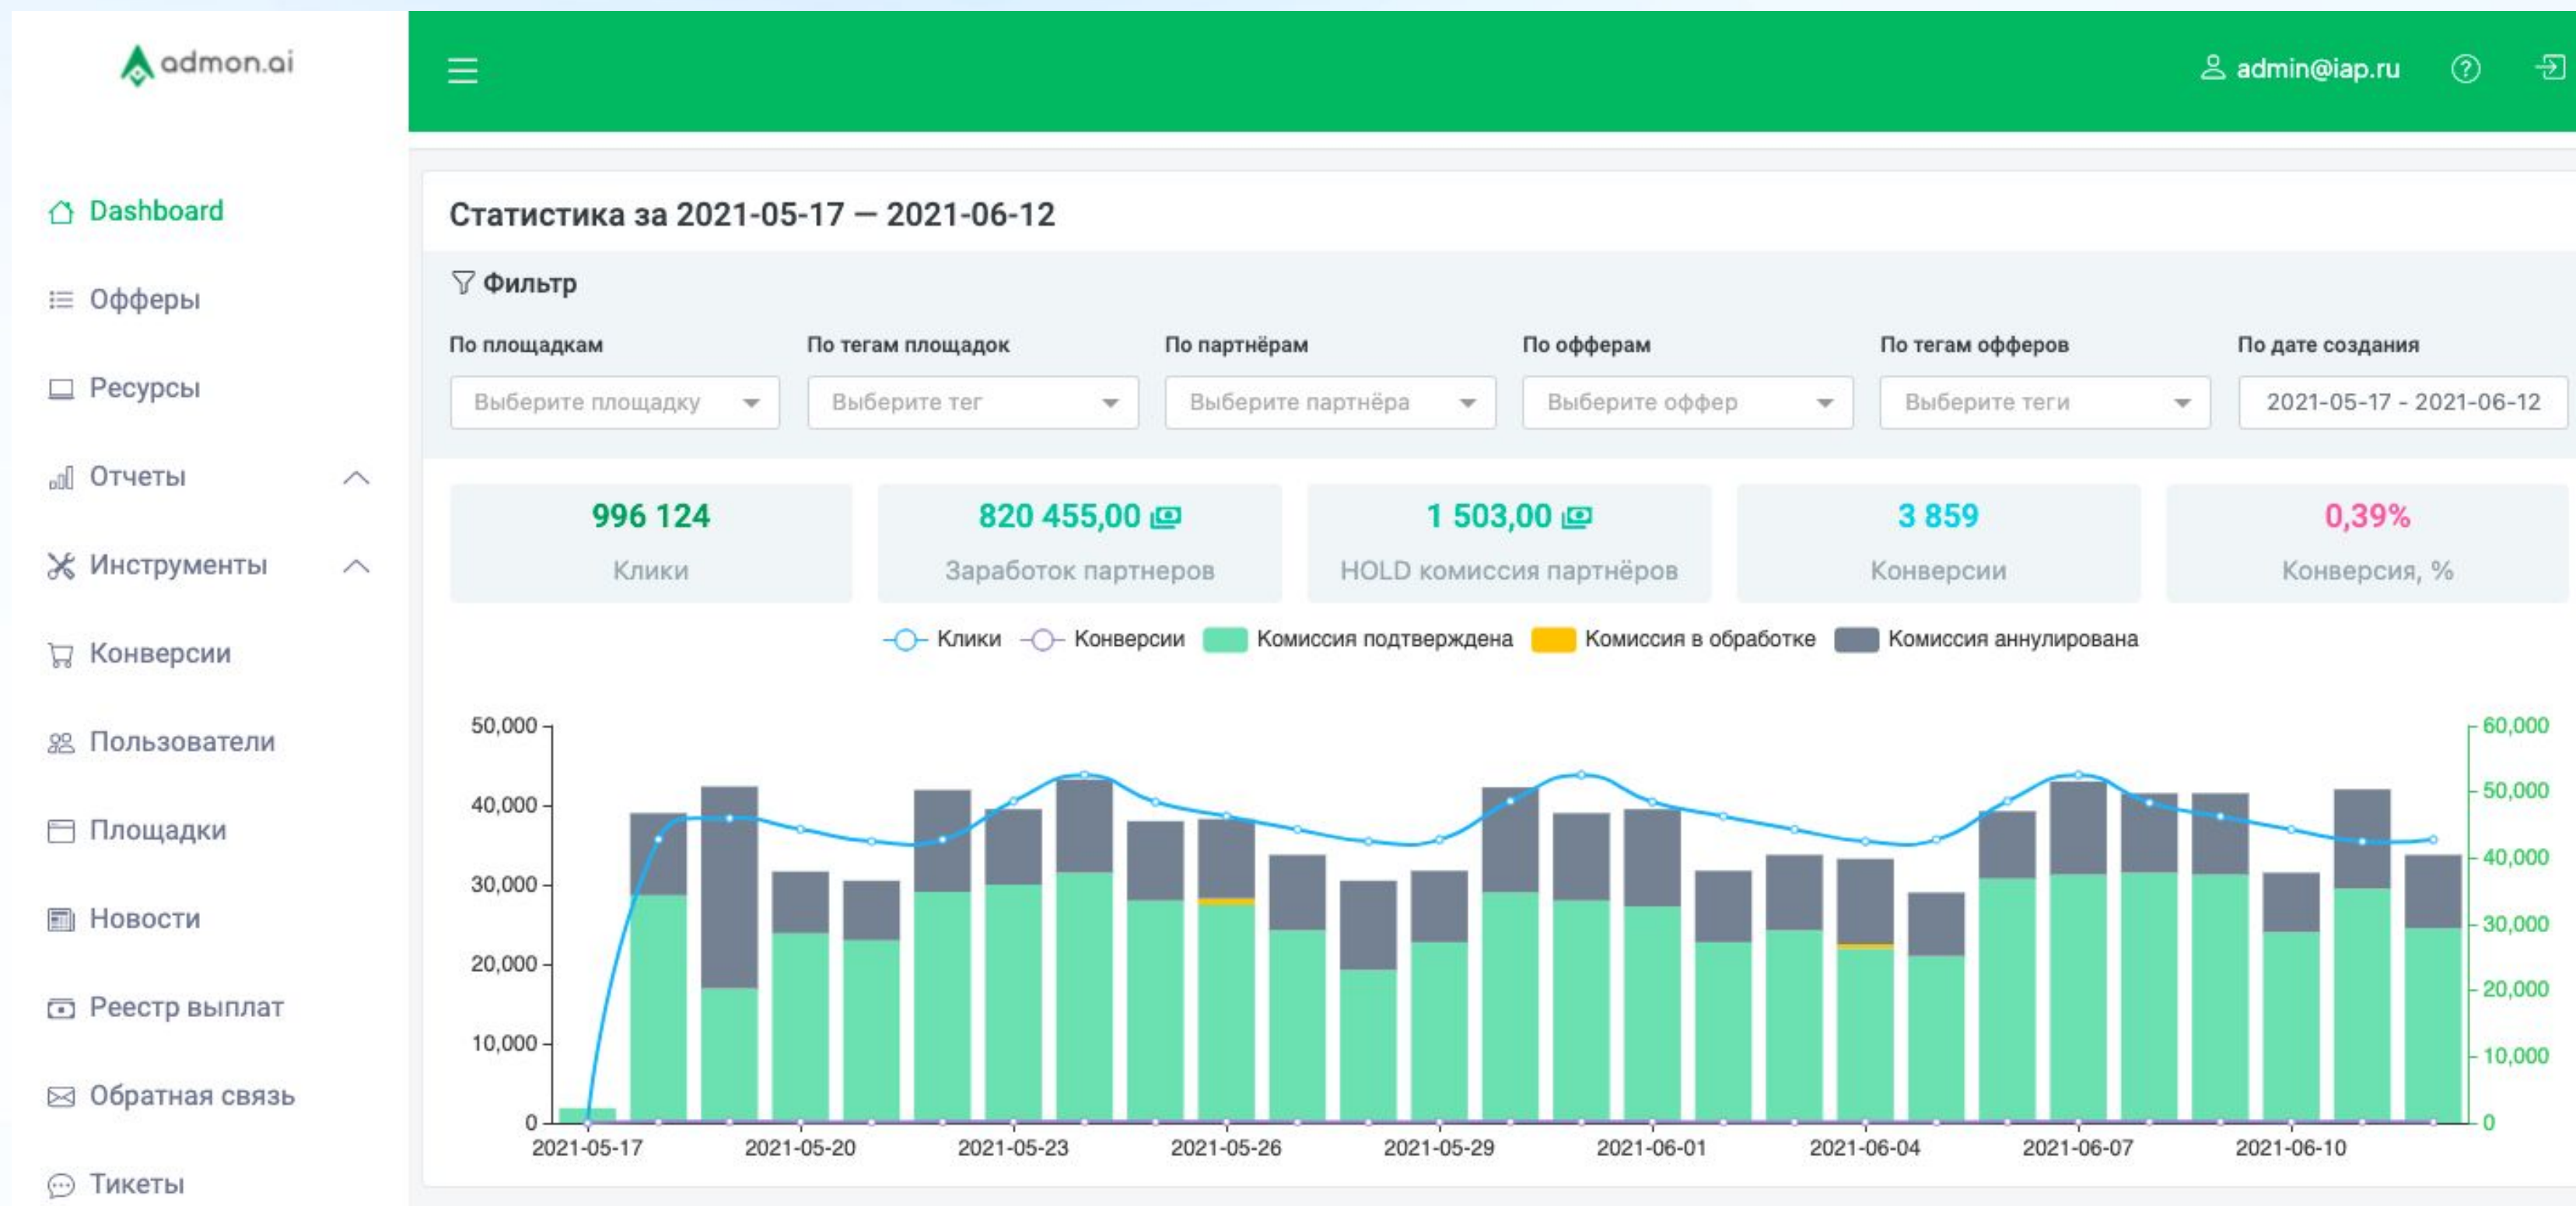 admon.ai
admin@iap.ru
Dashboard
Офферы
Ресурсы
Отчеты
Инструменты
Конверсии
Пользователи
Площадки
Новости
Реестр выплат
Обратная связь
Тикеты
Статистика за 2021-05-17 — 2021-06-12
Фильтр
По площадкам По тегам площадок По партнёрам По офферам По тегам офферов По дате создания
Выберите площадку Выберите тег Выберите партнёра Выберите оффер Выберите теги 2021-05-17 - 2021-06-12
996 124 820 455,00 1 503,00 3 859 0,39%
Клики Заработок партнеров HOLD комиссия партнёров Конверсии Конверсия, %
Клики Конверсии Комиссия подтверждена Комиссия в обработке Комиссия аннулирована
50,000 60,000
40,000 50,000
30,000 40,000
20,000 30,000
10,000 20,000
0 10,000
0
2021-05-17 2021-05-20 2021-05-23 2021-05-26 2021-05-29 2021-06-01 2021-06-04 2021-06-07 2021-06-10